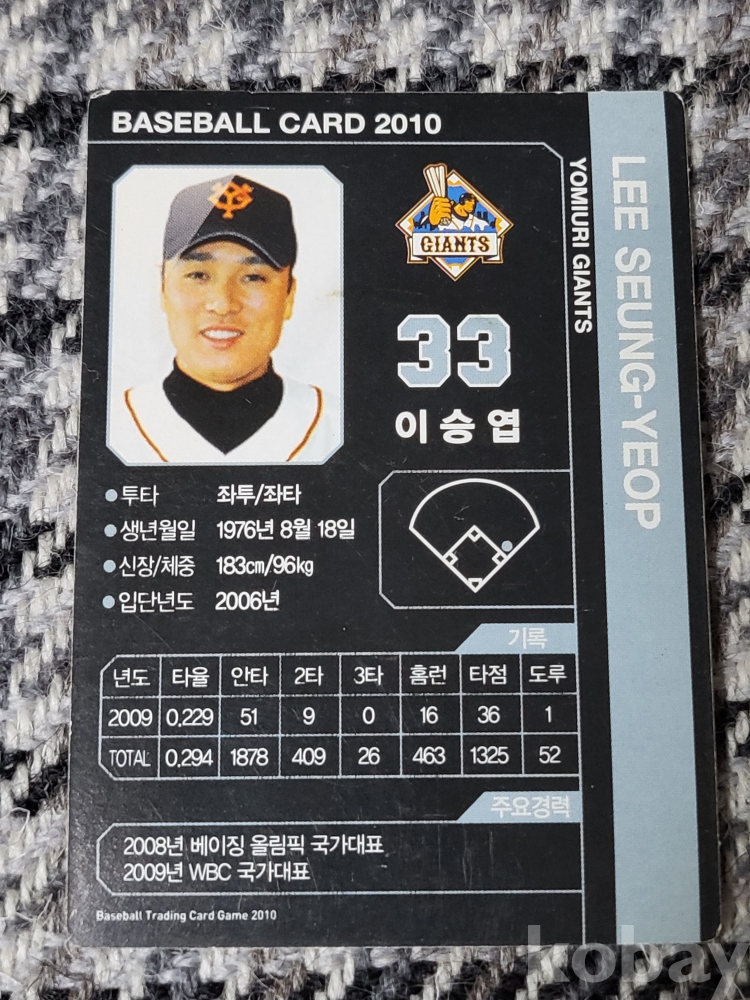 BASEBALL CARD 2010
YG
GIANTS
33
이승엽
YOMIURI GIANTS
LEE SEUNG-YEOP
투타 좌투/좌타
생년월일 1976년 8월 18일
신장/체중 183cm/96kg
입단년도 2006년
기록
년도 타율 안타 2타 3타 홈런 타점 도루
2009 0.229 51 9 0 16 36 1
TOTAL 0.294 1878 409 26 463 1325 52
주요경력
2008년 베이징 올림픽 국가대표
2009년 WBC 국가대표
Baseball Trading Card Game 2010
kobay